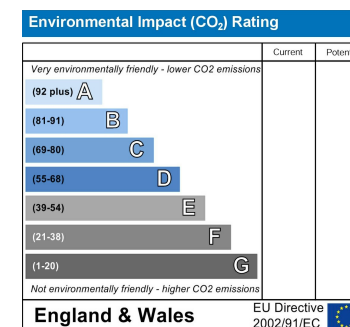 Environmental Impact (CO₂) Rating
Current Poten
Very environmentally friendly - lower CO2 emissions
(92 plus) A
(81-91) B
(69-80) C
(55-68) D
(39-54) E
(21-38) F
(1-20) G
Not environmentally friendly - higher CO2 emissions
England & Wales
EU Directive
2002/91/EC